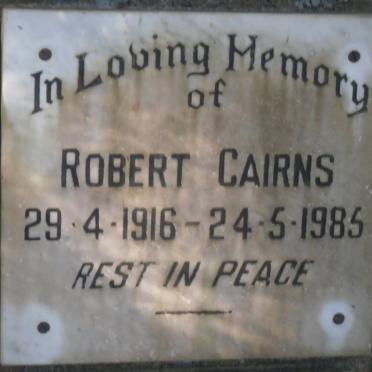 In Loving Memory
of
ROBERT CAIRNS
29·4·1916–24·5·1985
REST IN PEACE